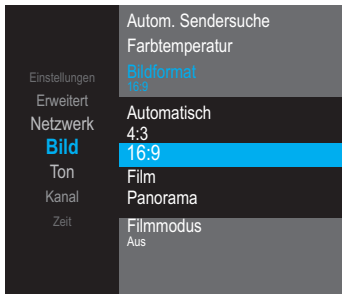 Einstellungen
Erweitert
Netzwerk
Bild
Ton
Kanal
Zeit
Autom. Sendersuche
Farbtemperatur
Bildformat
16:9
Automatisch
4:3
16:9
Film
Panorama
Filmmodus
Aus